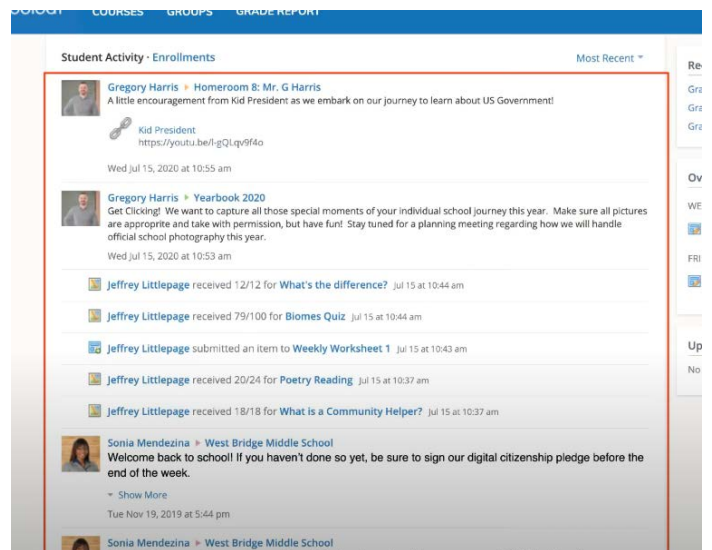 COURSES GROUPS GRADE REPORT
Student Activity · Enrollments
Most Recent
Gregory Harris Homeroom 8: Mr. G Harris
A little encouragement from Kid President as we embark on our journey to learn about US Government!
Kid President
https://youtu.be/l-gQLqv9f4o
Wed Jul 15, 2020 at 10:55 am
Gregory Harris Yearbook 2020
Get Clicking! We want to capture all those special moments of your individual school journey this year. Make sure all pictures
are approprite and take with permission, but have fun! Stay tuned for a planning meeting regarding how we will handle
official school photography this year.
Wed Jul 15, 2020 at 10:53 am
Jeffrey Littlepage received 12/12 for What's the difference? Jul 15 at 10:44 am
Jeffrey Littlepage received 79/100 for Biomes Quiz Jul 15 at 10:44 am
Jeffrey Littlepage submitted an item to Weekly Worksheet 1 Jul 15 at 10:43 am
Jeffrey Littlepage received 20/24 for Poetry Reading Jul 15 at 10:37 am
Jeffrey Littlepage received 18/18 for What is a Community Helper? Jul 15 at 10:37 am
Sonia Mendezina West Bridge Middle School
Welcome back to school! If you haven't done so yet, be sure to sign our digital citizenship pledge before the
end of the week.
Show More
Tue Nov 19, 2019 at 5:44 pm
Sonia Mendezina West Bridge Middle School
Re
Gra
Gra
Gra
Ov
WE
FRI
Up
No